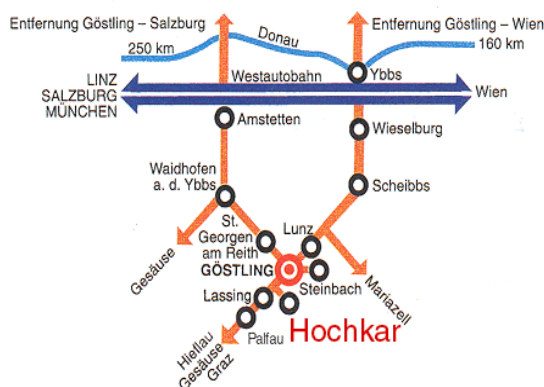 Entfernung Göstling – Salzburg
Entfernung Göstling – Wien
250 km
Donau
160 km
Ybbs
LINZ
SALZBURG
MÜNCHEN
Westautobahn
Wien
Amstetten
Wieselburg
Waidhofen
a. d. Ybbs
Scheibbs
St.
Georgen
am Reith
Lunz
GÖSTLING
Gesäuse
Steinbach
Mariazell
Lassing
Palfau
Hochkar
Hieflau
Gesäuse
Graz